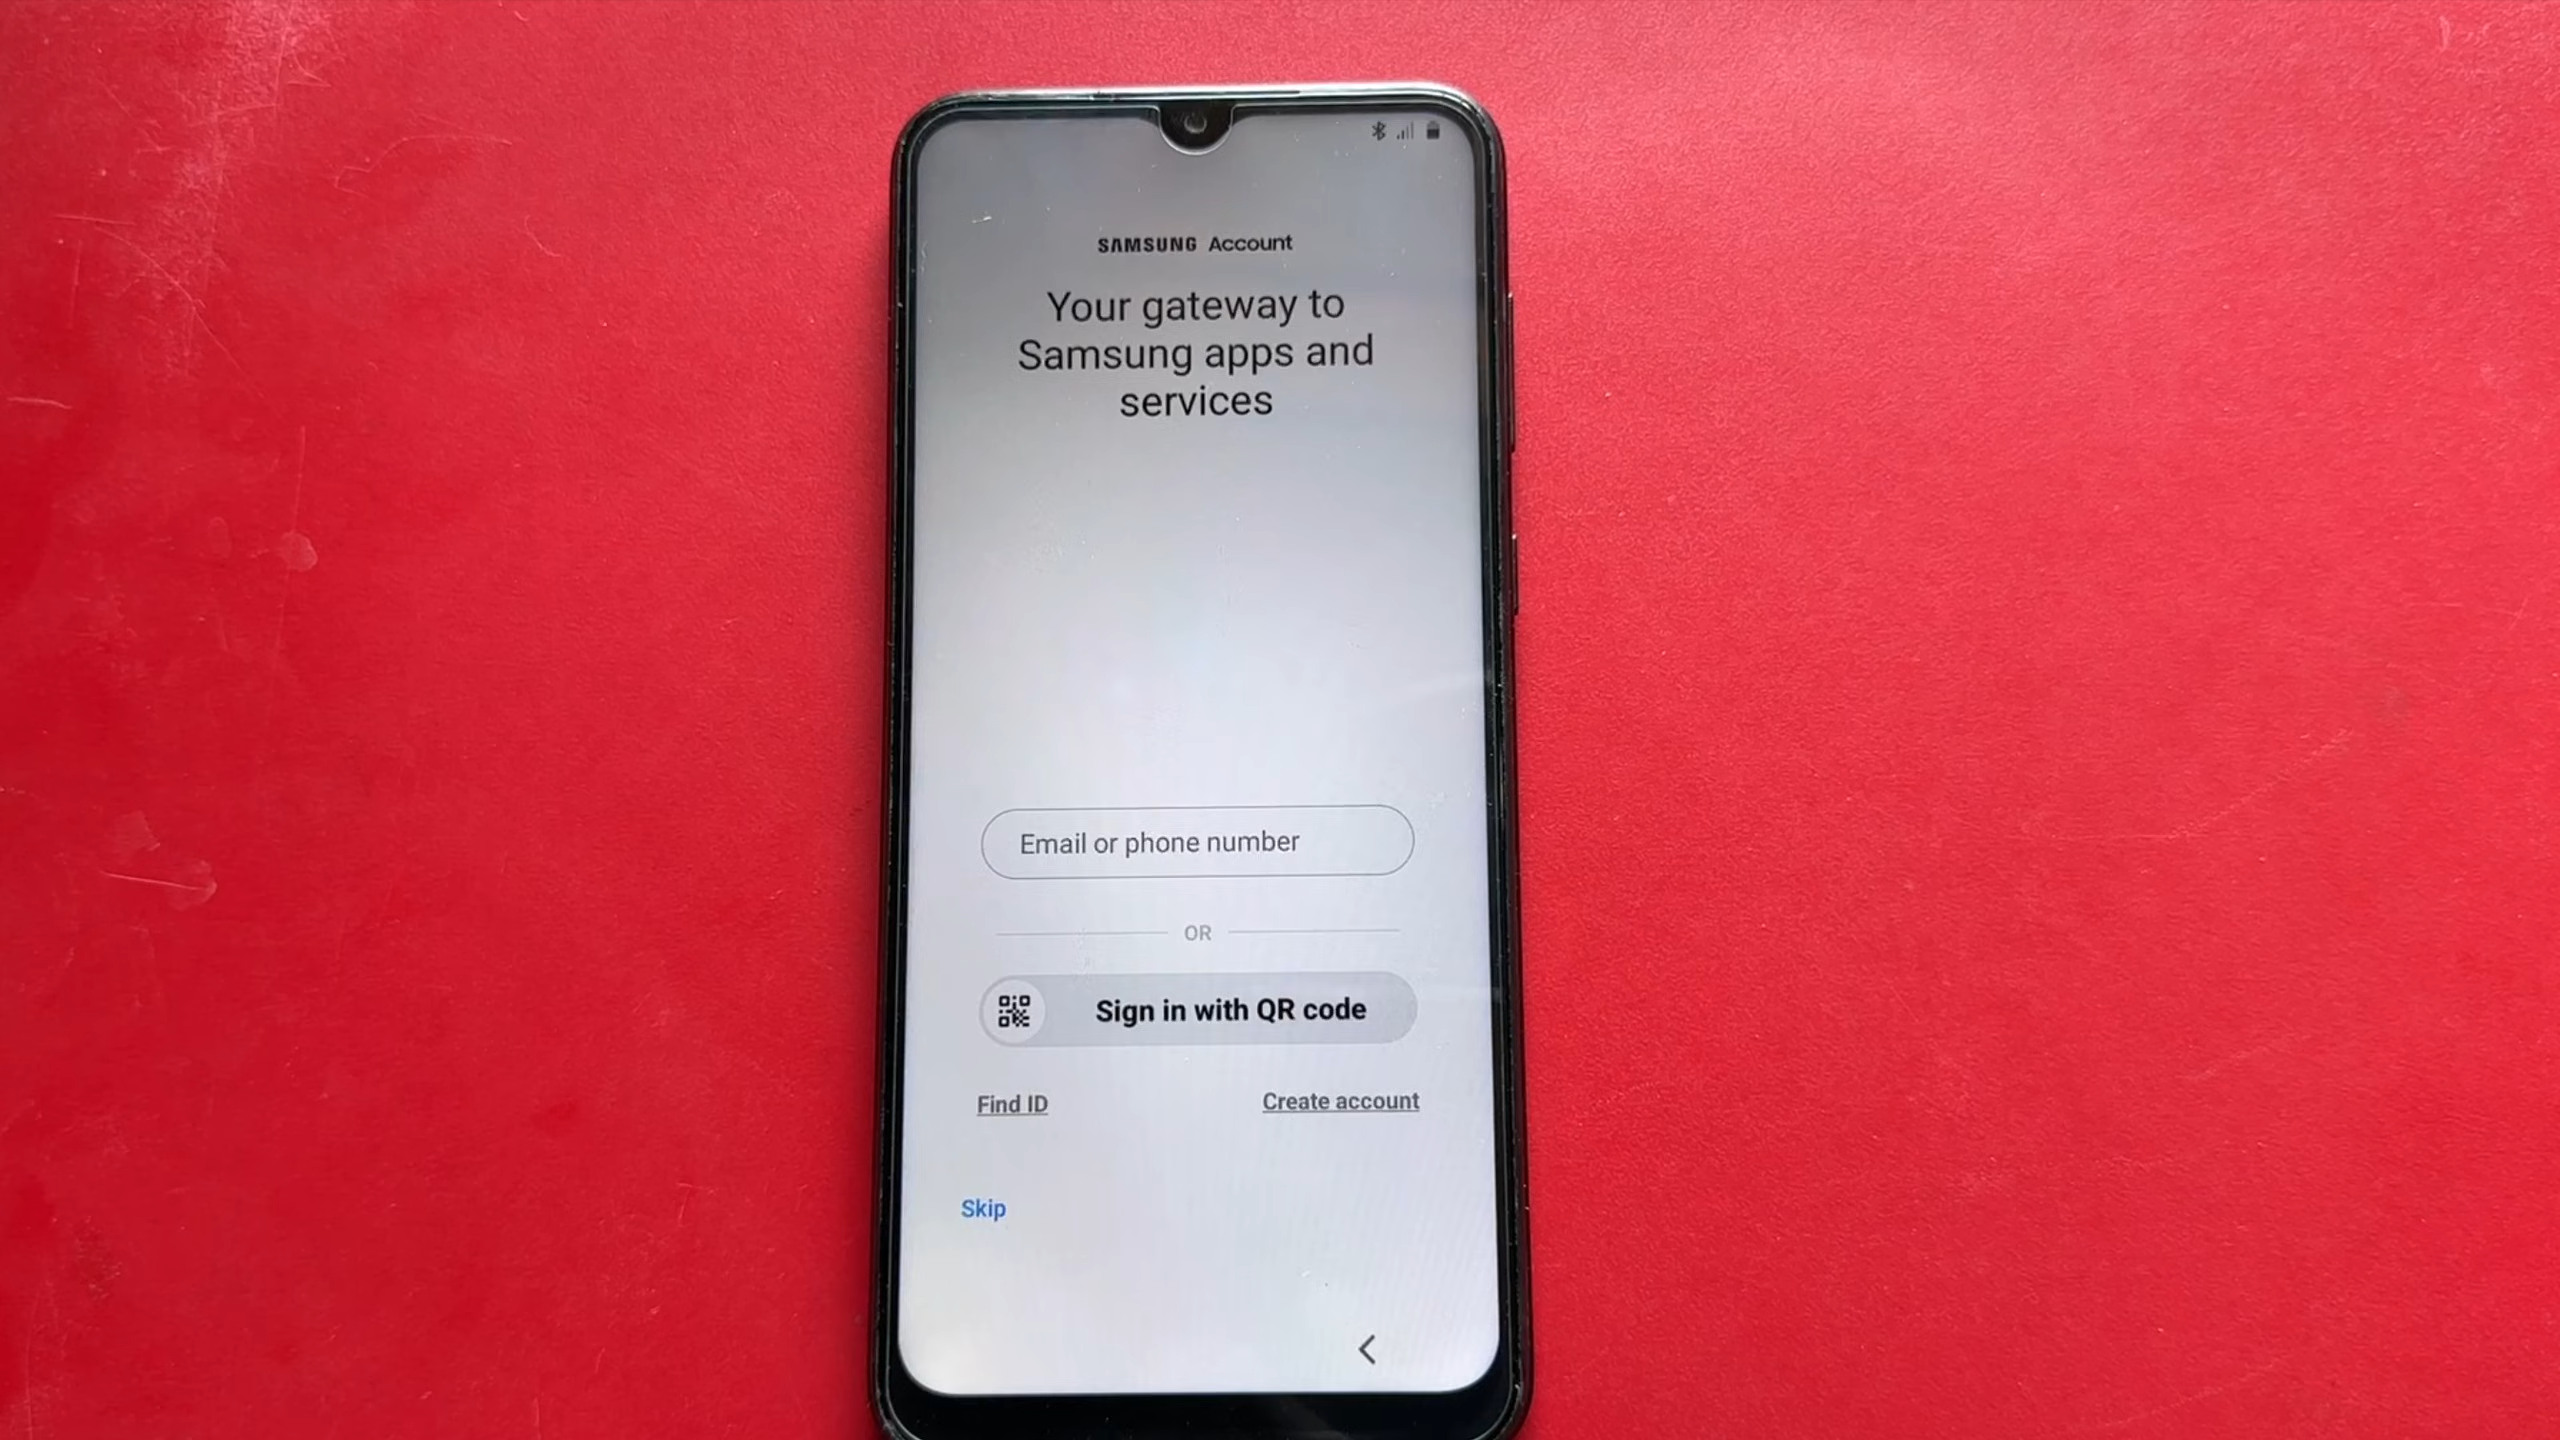 SAMSUNG Account
Your gateway to
Samsung apps and
services
Email or phone number
OR
Sign in with QR code
Find ID
Create account
Skip